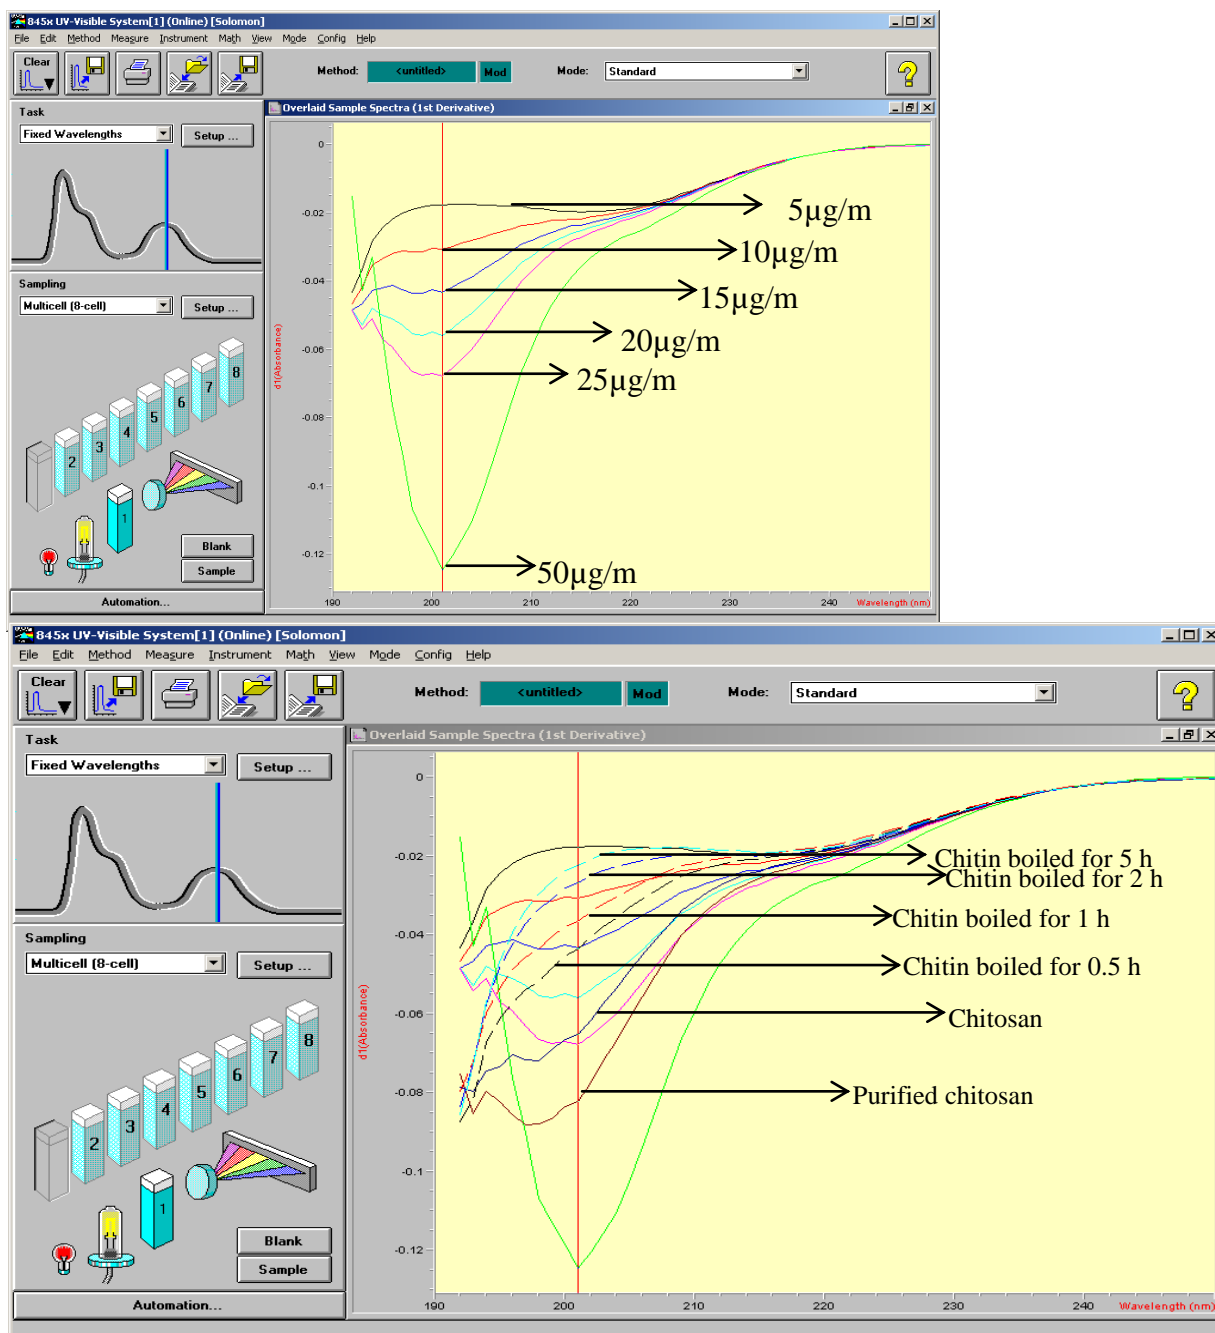 845x UV-Visible System[1] (Online) [Solomon]
File Edit Method Measure Instrument Math View Mode Config Help
Clear
Method: <untitled> Mod Mode: Standard
Task
Fixed Wavelengths Setup ...
Sampling
Multicell (8-cell) Setup ...
8
7
6
5
4
3
2
1
Blank
Sample
Automation...
Overlaid Sample Spectra (1st Derivative)
0
-0.02
-0.04
-0.06
-0.08
-0.1
-0.12
d1(Absorbance)
5µg/m
10µg/m
15µg/m
20µg/m
25µg/m
50µg/m
190 200 210 220 230 240 Wavelength (nm)
845x UV-Visible System[1] (Online) [Solomon]
File Edit Method Measure Instrument Math View Mode Config Help
Clear
Method: <untitled> Mod Mode: Standard
Task
Fixed Wavelengths Setup ...
Sampling
Multicell (8-cell) Setup ...
8
7
6
5
4
3
2
1
Blank
Sample
Automation...
Overlaid Sample Spectra (1st Derivative)
0
-0.02
-0.04
-0.06
-0.08
-0.1
-0.12
d1(Absorbance)
Chitin boiled for 5 h
Chitin boiled for 2 h
Chitin boiled for 1 h
Chitin boiled for 0.5 h
Chitosan
Purified chitosan
190 200 210 220 230 240 Wavelength (nm)